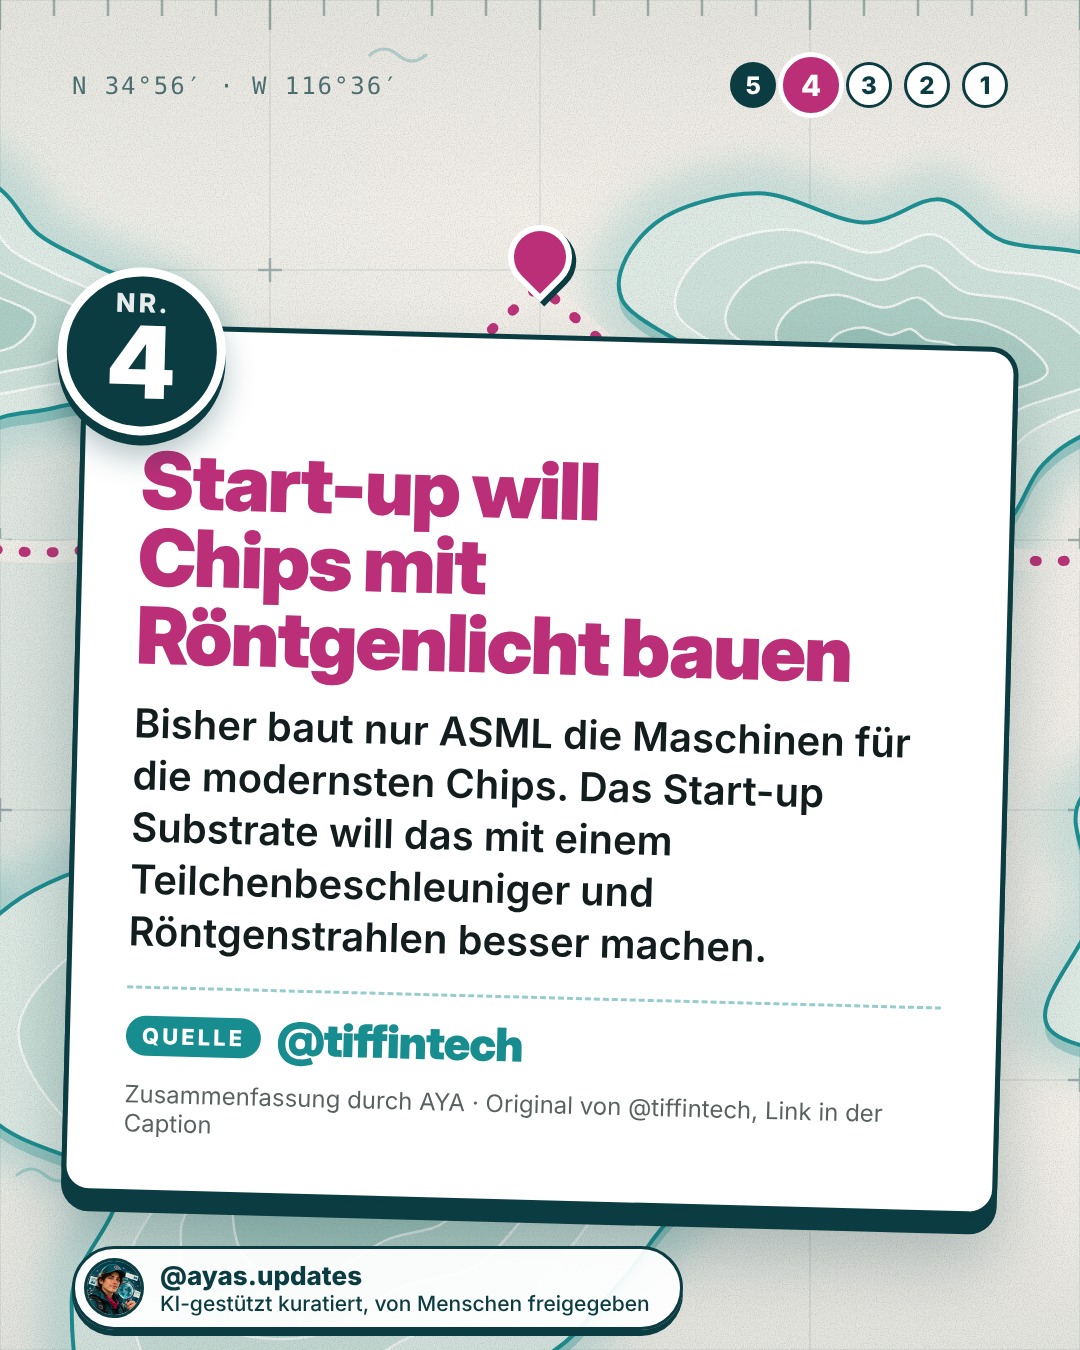 N 34°56′ · W 116°36′
5 4 3 2 1
NR.
4
Start-up will
Chips mit
Röntgenlicht bauen
Bisher baut nur ASML die Maschinen für
die modernsten Chips. Das Start-up
Substrate will das mit einem
Teilchenbeschleuniger und
Röntgenstrahlen besser machen.
QUELLE @tiffintech
Zusammenfassung durch AYA · Original von @tiffintech, Link in der
Caption
@ayas.updates
KI-gestützt kuratiert, von Menschen freigegeben